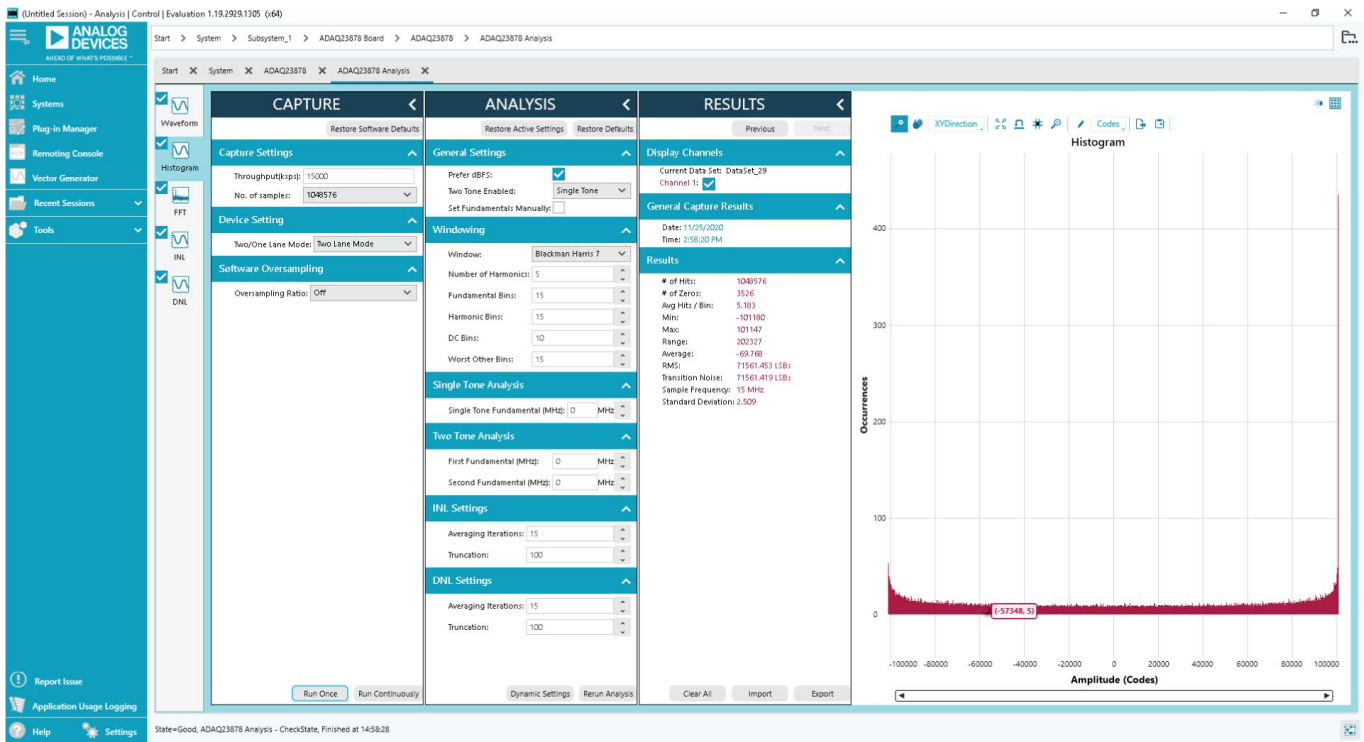 (Untitled Session) - Analysis | Control | Evaluation 1.19.2929.1305 (x64)
ANALOG
DEVICES
AHEAD OF WHAT'S POSSIBLE™
Start > System > Subsystem_1 > ADAQ23878 Board > ADAQ23878 > ADAQ23878 Analysis
Start System ADAQ23878 ADAQ23878 Analysis
Home
Systems
Plug-in Manager
Remoting Console
Vector Generator
Recent Sessions
Tools
Report Issue
Application Usage Logging
Help Settings
Waveform
Histogram
FFT
INL
DNL
CAPTURE
Restore Software Defaults
Capture Settings
Throughput(ksps): 15000
No. of samples: 1048576
Device Setting
Two/One Lane Mode: Two Lane Mode
Software Oversampling
Oversampling Ratio: Off
Run Once Run Continuously
ANALYSIS
Restore Active Settings Restore Defaults
General Settings
Prefer dBFS:
Two Tone Enabled: Single Tone
Set Fundamentals Manually:
Windowing
Window: Blackman Harris 7
Number of Harmonics: 5
Fundamental Bins: 15
Harmonic Bins: 15
DC Bins: 10
Worst Other Bins: 15
Single Tone Analysis
Single Tone Fundamental (MHz): 0 MHz
Two Tone Analysis
First Fundamental (MHz): 0 MHz
Second Fundamental (MHz): 0 MHz
INL Settings
Averaging Iterations: 15
Truncation: 100
DNL Settings
Averaging Iterations: 15
Truncation: 100
Dynamic Settings Rerun Analysis
RESULTS
Previous Next
Display Channels
Current Data Set: DataSet_29
Channel 1:
General Capture Results
Date: 11/25/2020
Time: 2:58:20 PM
Results
# of Hits: 1048576
# of Zeros: 3526
Avg Hits / Bin: 5.183
Min: -101180
Max: 101147
Range: 202327
Average: -69.768
RMS: 71561.453 LSBs
Transition Noise: 71561.419 LSBs
Sample Frequency: 15 MHz
Standard Deviation: 2.509
Clear All Import Export
XYDirection Codes
Histogram
Occurrences
400
300
200
100
0
(-57348, 5)
-100000 -80000 -60000 -40000 -20000 0 20000 40000 60000 80000 100000
Amplitude (Codes)
State=Good, ADAQ23878 Analysis - CheckState, Finished at 14:58:28